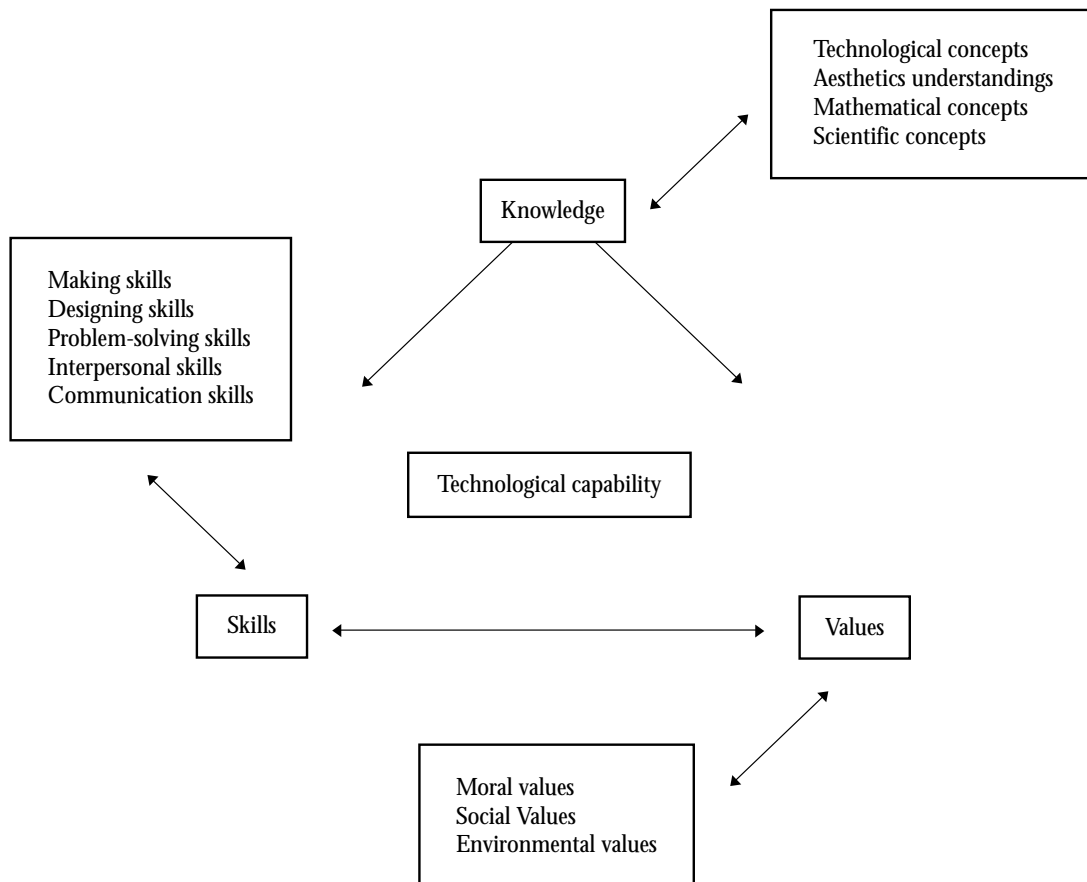 Technological concepts
Aesthetics understandings
Mathematical concepts
Scientific concepts
Knowledge
Making skills
Designing skills
Problem-solving skills
Interpersonal skills
Communication skills
Technological capability
Skills
Values
Moral values
Social Values
Environmental values